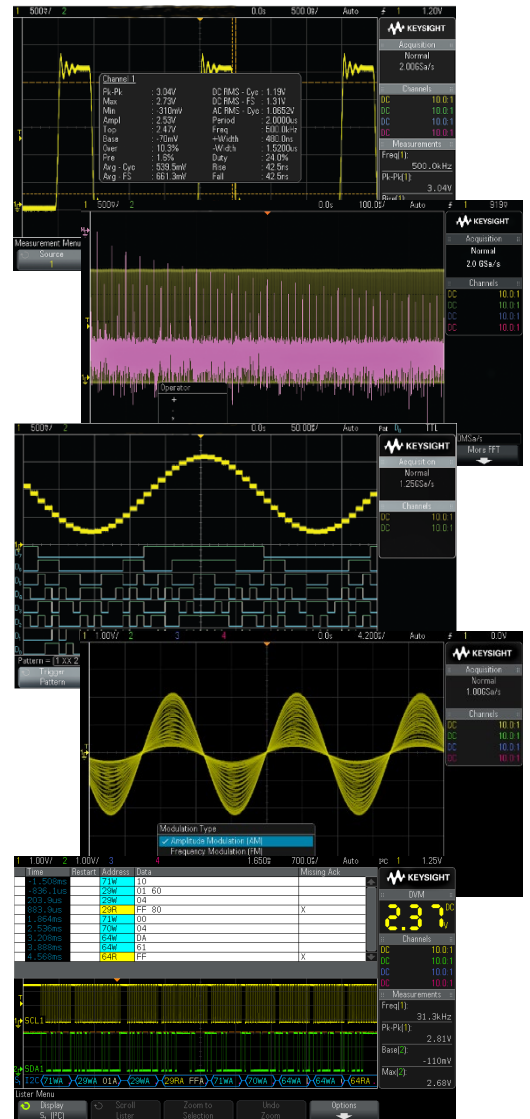 1 500♉/ 2 0.0s 500.0♉/ Auto 1 1.20V
KEYSIGHT
Acquisition
Normal
2.00GSa/s
Channels
DC 10.0:1
DC 10.0:1
DC 10.0:1
DC 10.0:1
Measurements
Freq(1):
500.0kHz
Pk-Pk(1):
3.04V
Channel 1
Pk-Pk : 3.04V DC RMS - Cyc : 1.19V
Max : 2.73V DC RMS - FS : 1.31V
Min : -310mV AC RMS - Cyc : 1.0652V
Ampl : 2.53V Period : 2.0000us
Top : 2.47V Freq : 500.0kHz
Base : -70mV +Width : 480.0ns
Over : 10.3% -Width : 1.5200us
Pre : 1.6% Duty : 24.0%
Avg - Cyc : 539.5mV Rise : 42.5ns
Avg - FS : 661.3mV Fall : 42.5ns
Measurement Menu
Source
1
1 500♉/ 2 0.0s 100.0 Auto 1
KEYSIGHT
Acquisition
Normal
2.0 GSa/s
Channels
DC 10.0:1
DC 10.0:1
DC 10.0:1
DC 10.0:1
Operator
+
More FFT
1 500♉/ 2 0.0s 50.00♉/ Auto Pat D0 TTL
KEYSIGHT
Acquisition
Normal
1.25GSa/s
Channels
DC 10.0:1
DC 10.0:1
Trigger
Pattern
1 1.00V/ 2 3 4 0.0s 4.200♉/ Auto 1 0.0V
KEYSIGHT
Acquisition
Normal
1.00GSa/s
Channels
DC 10.0:1
DC 10.0:1
DC 10.0:1
DC 10.0:1
Modulation Type
Amplitude Modulation (AM)
Frequency Modulation (FM)
1 1.00V/ 2 1.00V/ 3 4 1.650♉ 700.0♉/ Auto I²C 1 1.25V
KEYSIGHT
DVM
2.37 DC V
Channels
DC 10.0:1
DC 10.0:1
DC 10.0:1
DC 10.0:1
Measurements
Freq(1):
31.3kHz
Pk-Pk(1):
2.81V
Base(2):
-110mV
Max(2):
2.68V
Time Restart Address Data Missing Ack
-1.508ms 71W 10
-836.1us 29W 01 60
203.9us 29W 04
883.9us 29R FF 80 X
1.864ms 71W 00
2.536ms 70W 04
3.208ms 64W DA
3.888ms 64W 61
4.568ms 64R FF X
SCL1
SDA1
I2C 71WA 29WA 01A 29WA 29RA FFA 71WA 70WA 64WA 64WA 64RA
Lister Menu
Display Scroll Zoom to Undo Options
S1 (I²C) Lister Selection Zoom